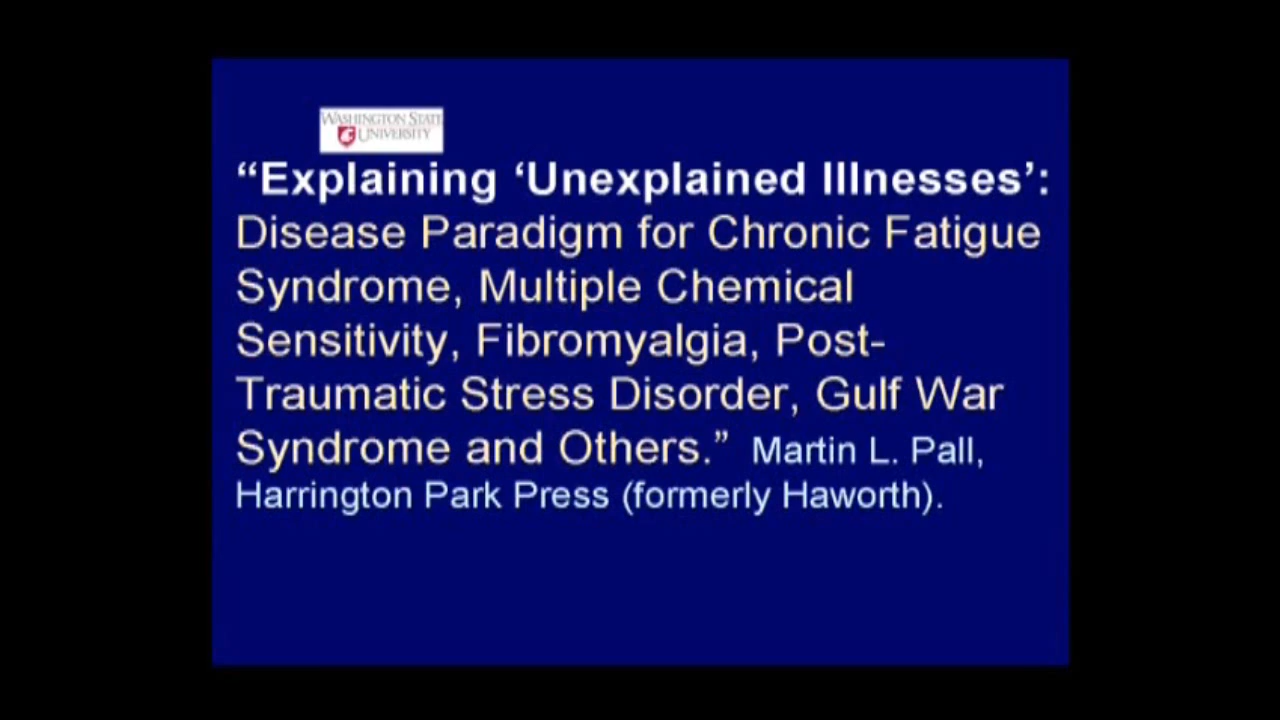 WASHINGTON STATE
UNIVERSITY
“Explaining ‘Unexplained Illnesses’:
Disease Paradigm for Chronic Fatigue
Syndrome, Multiple Chemical
Sensitivity, Fibromyalgia, Post-
Traumatic Stress Disorder, Gulf War
Syndrome and Others.” Martin L. Pall,
Harrington Park Press (formerly Haworth).